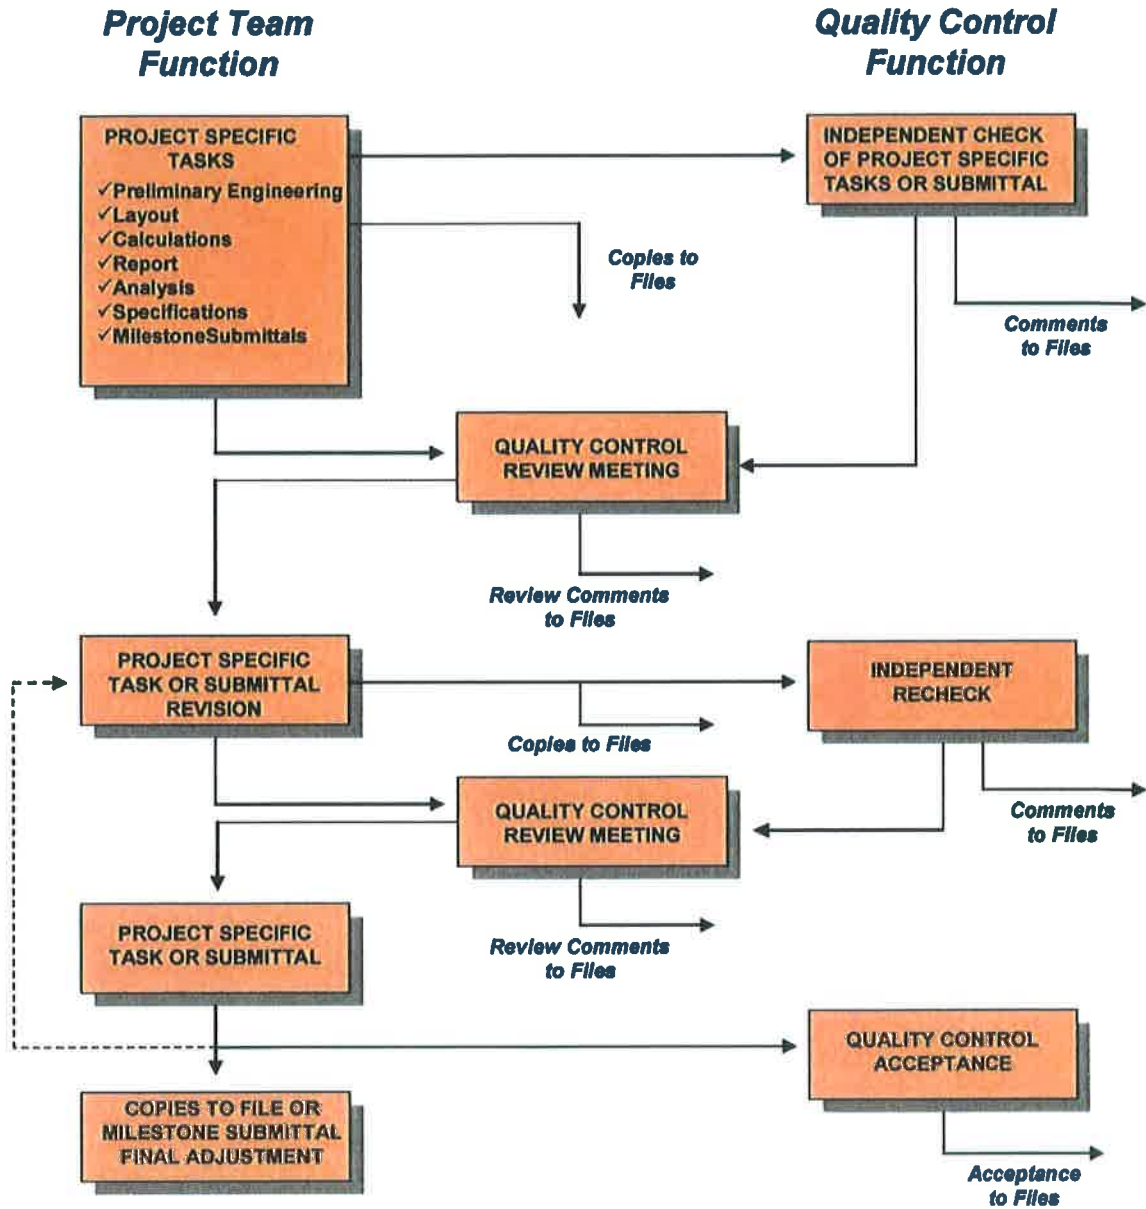 Project Team
Function
Quality Control
Function
PROJECT SPECIFIC
TASKS
✓Preliminary Engineering
✓Layout
✓Calculations
✓Report
✓Analysis
✓Specifications
✓MilestoneSubmittals
INDEPENDENT CHECK
OF PROJECT SPECIFIC
TASKS OR SUBMITTAL
Copies to
Files
Comments
to Files
QUALITY CONTROL
REVIEW MEETING
Review Comments
to Files
PROJECT SPECIFIC
TASK OR SUBMITTAL
REVISION
INDEPENDENT
RECHECK
Copies to Files
QUALITY CONTROL
REVIEW MEETING
Comments
to Files
PROJECT SPECIFIC
TASK OR SUBMITTAL
Review Comments
to Files
QUALITY CONTROL
ACCEPTANCE
COPIES TO FILE OR
MILESTONE SUBMITTAL
FINAL ADJUSTMENT
Acceptance
to Files